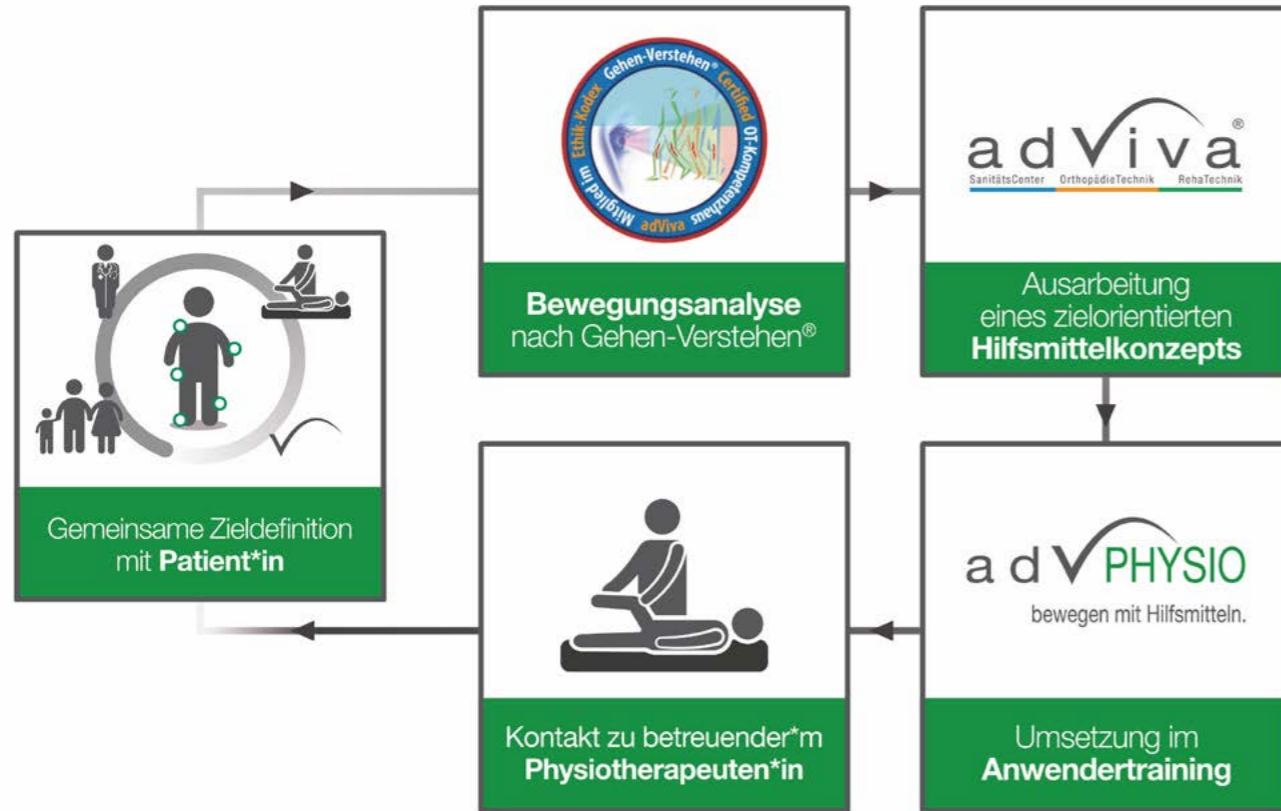 Gemeinsame Zieldefinition
mit Patient*in
Gehen-Verstehen® Certified OT-Kompetenzhaus adViva Mitglied im Ethik-Kodex
Bewegungsanalyse
nach Gehen-Verstehen®
adViva®
SanitätsCenter OrthopädieTechnik RehaTechnik
Ausarbeitung
eines zielorientierten
Hilfsmittelkonzepts
adVPHYSIO
bewegen mit Hilfsmitteln.
Umsetzung im
Anwendertraining
Kontakt zu betreuender*m
Physiotherapeuten*in